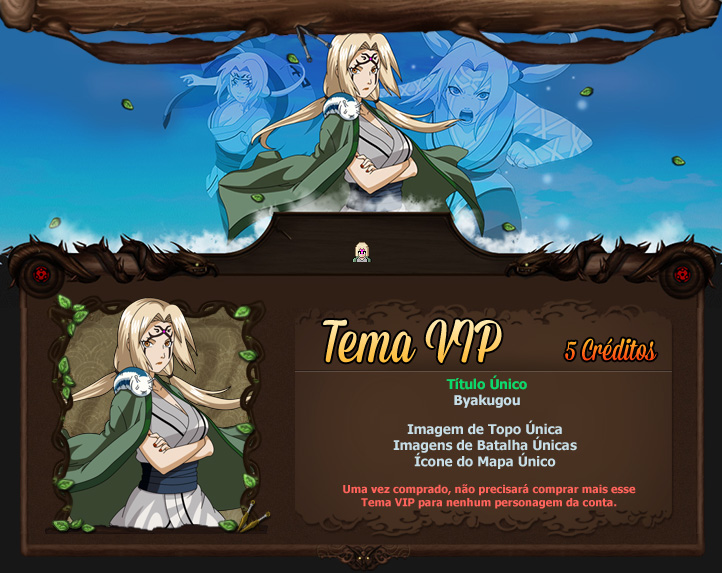 Tema VIP
5 Créditos
Título Único
Byakugou
Imagem de Topo Única
Imagens de Batalha Únicas
Ícone do Mapa Único
Uma vez comprado, não precisará comprar mais esse
Tema VIP para nenhum personagem da conta.